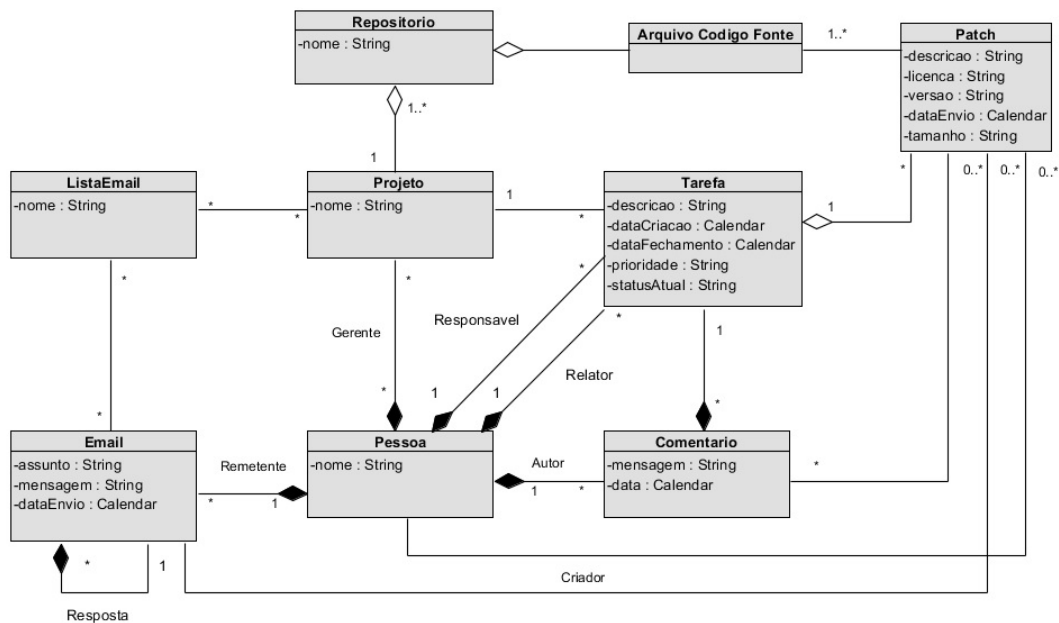 Repositorio
-nome : String
Arquivo Codigo Fonte
1..*
Patch
-descricao : String
-licenca : String
-versao : String
-dataEnvio : Calendar
-tamanho : String
1..*
1
* 0..* 0..* 0..*
ListaEmail
-nome : String
* *
Projeto
-nome : String
1 *
Tarefa
-descricao : String
-dataCriacao : Calendar
-dataFechamento : Calendar
-prioridade : String
-statusAtual : String
1
*
*
*
*
Gerente
Responsavel
Relator
1
*
*
1
1
*
Email
-assunto : String
-mensagem : String
-dataEnvio : Calendar
Remetente
* 1
Pessoa
-nome : String
Autor
1 *
Comentario
-mensagem : String
-data : Calendar
*
* 1
Resposta
Criador